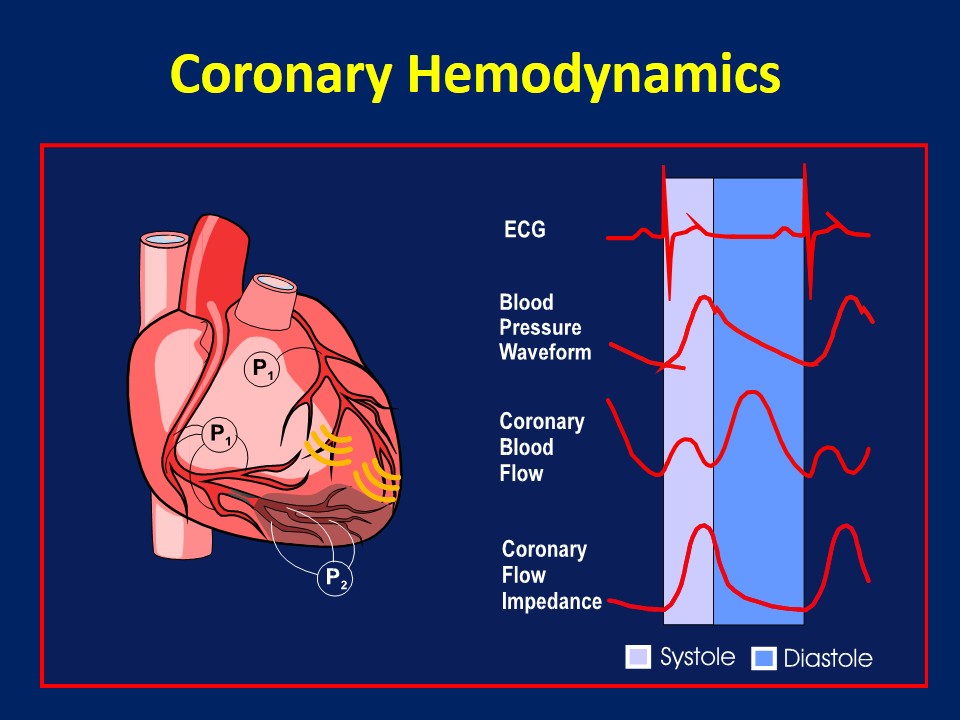 Coronary Hemodynamics
P1
P1
P2
ECG
Blood
Pressure
Waveform
Coronary
Blood
Flow
Coronary
Flow
Impedance
Systole
Diastole